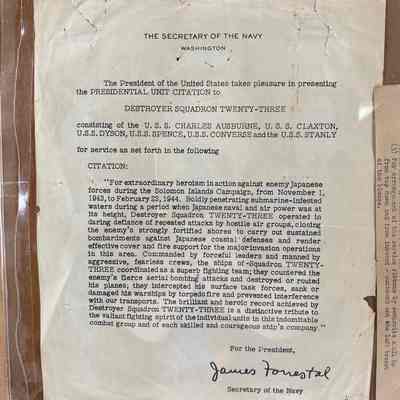 THE SECRETARY OF THE NAVY
WASHINGTON
The President of the United States takes pleasure in presenting
the PRESIDENTIAL UNIT CITATION to
DESTROYER SQUADRON TWENTY-THREE
consisting of the U. S. S. CHARLES AUSBURNE, U. S. S. CLAXTON,
U.S.S. DYSON, U.S.S. SPENCE, U.S.S. CONVERSE and the U.S.S. STANLY
for service as set forth in the following
CITATION:
"For extraordinary heroism in action against enemy Japanese
forces during the Solomon Islands Campaign, from November 1,
1943, to February 23, 1944. Boldly penetrating submarine-infested
waters during a period when Japanese naval and air power was at
its height, Destroyer Squadron TWENTY-THREE operated in
daring defiance of repeated attacks by hostile air groups, closing
the enemy's strongly fortified shores to carry out sustained
bombardments against Japanese coastal defenses and render
effective cover and fire support for the major invasion operations
in this area. Commanded by forceful leaders and manned by
aggressive, fearless crews, the ships of Squadron TWENTY-
THREE coordinated as a superb fighting team; they countered the
enemy's fierce aerial bombing attacks and destroyed or routed
his planes; they intercepted his surface task forces, sank or
damaged his warships by torpedo fire and prevented interference
with our transports. The brilliant and heroic record achieved by
Destroyer Squadron TWENTY-THREE is a distinctive tribute to
the valiant fighting spirit of the individual units in this indomitable
combat group and of each skilled and courageous ship's company."
For the President,
James Forrestal
Secretary of the Navy